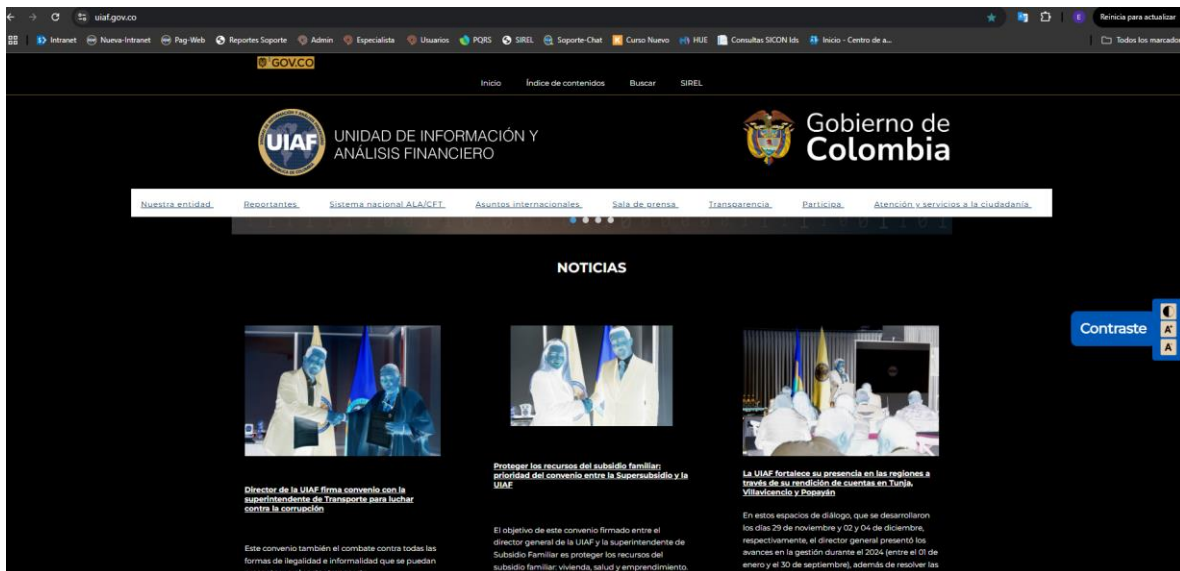 uiaf.gov.co
E
Reinicia para actualizar
Intranet Nueva-Intranet Pag-Web Reportes Soporte Admin Especialista Usuarios PQRS SIREL Soporte-Chat Curso Nuevo HUE Consultas SICON lds Inicio - Centro de a...
Todos los marcador
GOV.CO
Inicio Índice de contenidos Buscar SIREL
UIAF
UNIDAD DE INFORMACIÓN Y
ANÁLISIS FINANCIERO
Gobierno de
Colombia
Nuestra entidad Reportantes Sistema nacional ALA/CFT Asuntos internacionales Sala de prensa Transparencia Participa Atención y servicios a la ciudadanía
NOTICIAS
Contraste
A+
A-
Director de la UIAF firma convenio con la
superintendente de Transporte para luchar
contra la corrupción
Este convenio también el combate contra todas las
formas de ilegalidad e informalidad que se puedan
Proteger los recursos del subsidio familiar:
prioridad del convenio entre la Supersubsidio y la
UIAF
El objetivo de este convenio firmado entre el
director general de la UIAF y la superintendente de
Subsidio Familiar es proteger los recursos del
subsidio familiar: vivienda, salud y emprendimiento.
La UIAF fortalece su presencia en las regiones a
través de su rendición de cuentas en Tunja,
Villavicencio y Popayán
En estos espacios de diálogo, que se desarrollaron
los días 29 de noviembre y 02 y 04 de diciembre,
respectivamente, el director general presentó los
avances en la gestión durante el 2024 (entre el 01 de
enero y el 30 de septiembre), además de resolver las